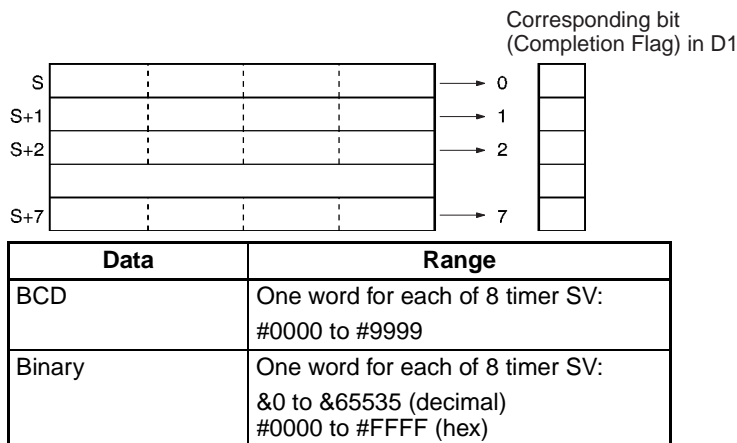 Corresponding bit
(Completion Flag) in D1
S 0
S+1 1
S+2 2
S+7 7
Data Range
BCD One word for each of 8 timer SV:
#0000 to #9999
Binary One word for each of 8 timer SV:
&0 to &65535 (decimal)
#0000 to #FFFF (hex)